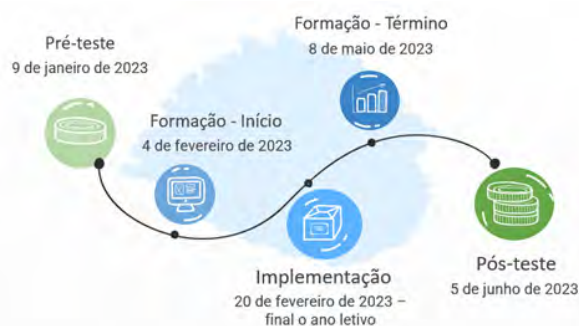 Pré-teste
9 de janeiro de 2023
Formação - Início
4 de fevereiro de 2023
Implementação
20 de fevereiro de 2023 –
final o ano letivo
Formação - Término
8 de maio de 2023
Pós-teste
5 de junho de 2023